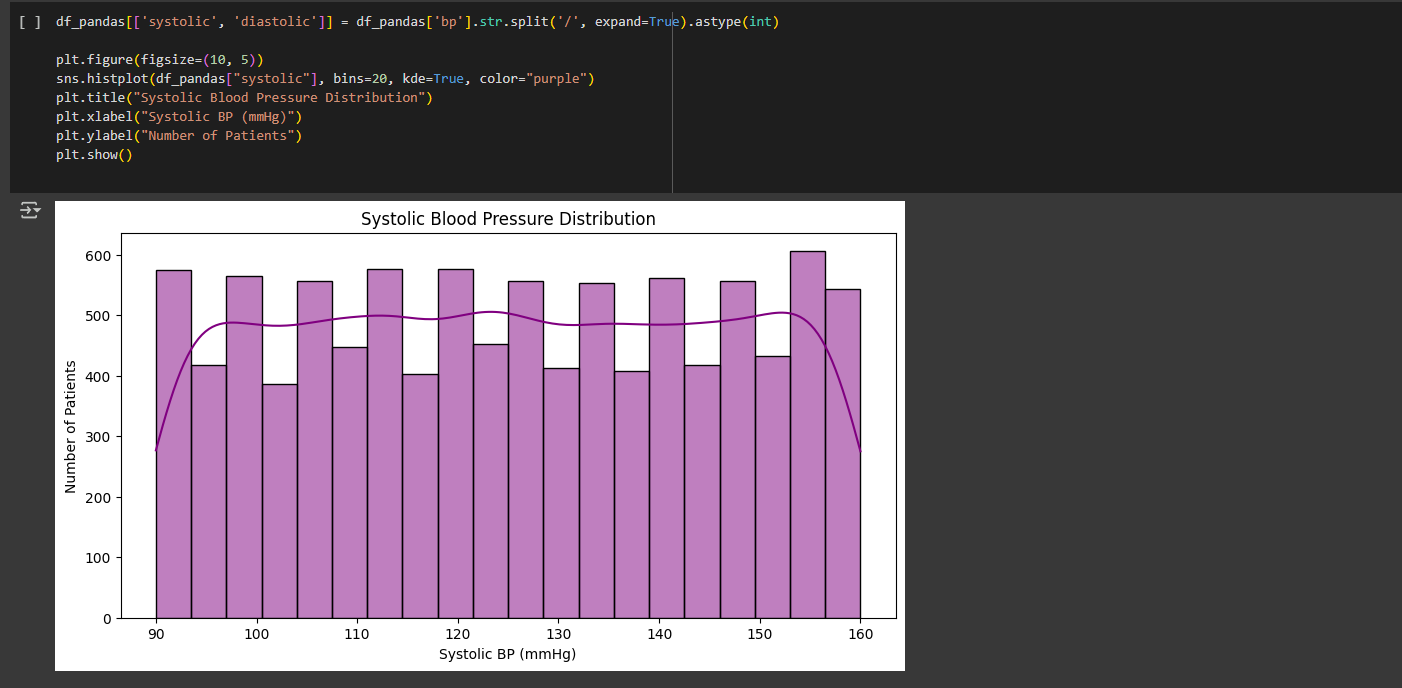 [ ] df_pandas[['systolic', 'diastolic']] = df_pandas['bp'].str.split('/', expand=True).astype(int)
plt.figure(figsize=(10, 5))
sns.histplot(df_pandas["systolic"], bins=20, kde=True, color="purple")
plt.title("Systolic Blood Pressure Distribution")
plt.xlabel("Systolic BP (mmHg)")
plt.ylabel("Number of Patients")
plt.show()
Systolic Blood Pressure Distribution
Number of Patients
600
500
400
300
200
100
0
90 100 110 120 130 140 150 160
Systolic BP (mmHg)